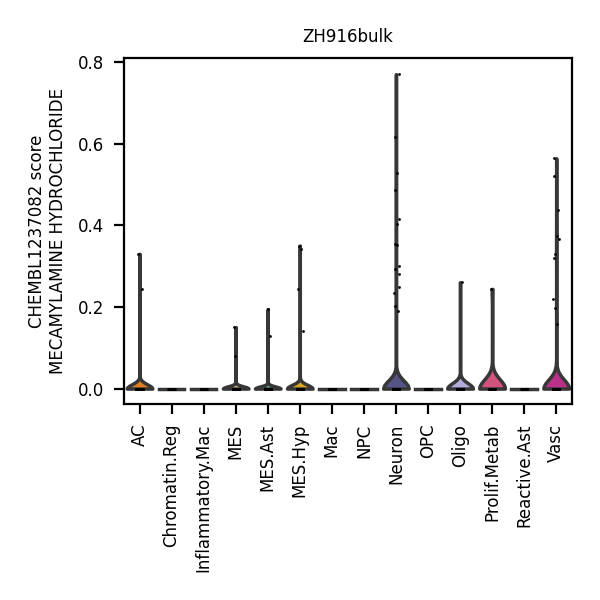 ZH916bulk
CHEMBL1237082 score
MECAMYLAMINE HYDROCHLORIDE
0.8
0.6
0.4
0.2
0.0
AC
Chromatin.Reg
Inflammatory.Mac
MES
MES.Ast
MES.Hyp
Mac
NPC
Neuron
OPC
Oligo
Prolif.Metab
Reactive.Ast
Vasc